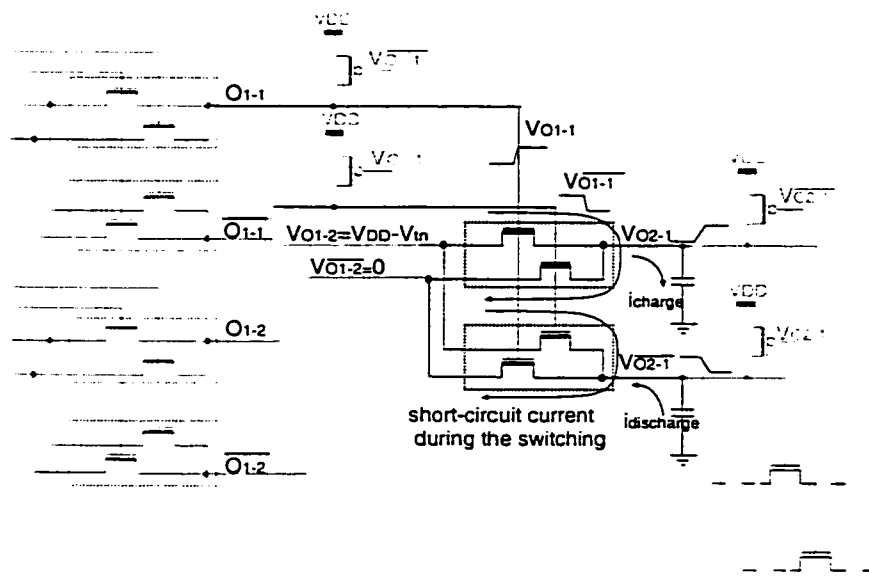 VDD
O1-1
VDD
VO1-1
VO1-1
VDD
O1-1
VO1-2=VDD-Vtn
VO2-1
VO1-2=0
icharge
VDD
O1-2
VO2-1
short-circuit current
during the switching
idischarge
O1-2